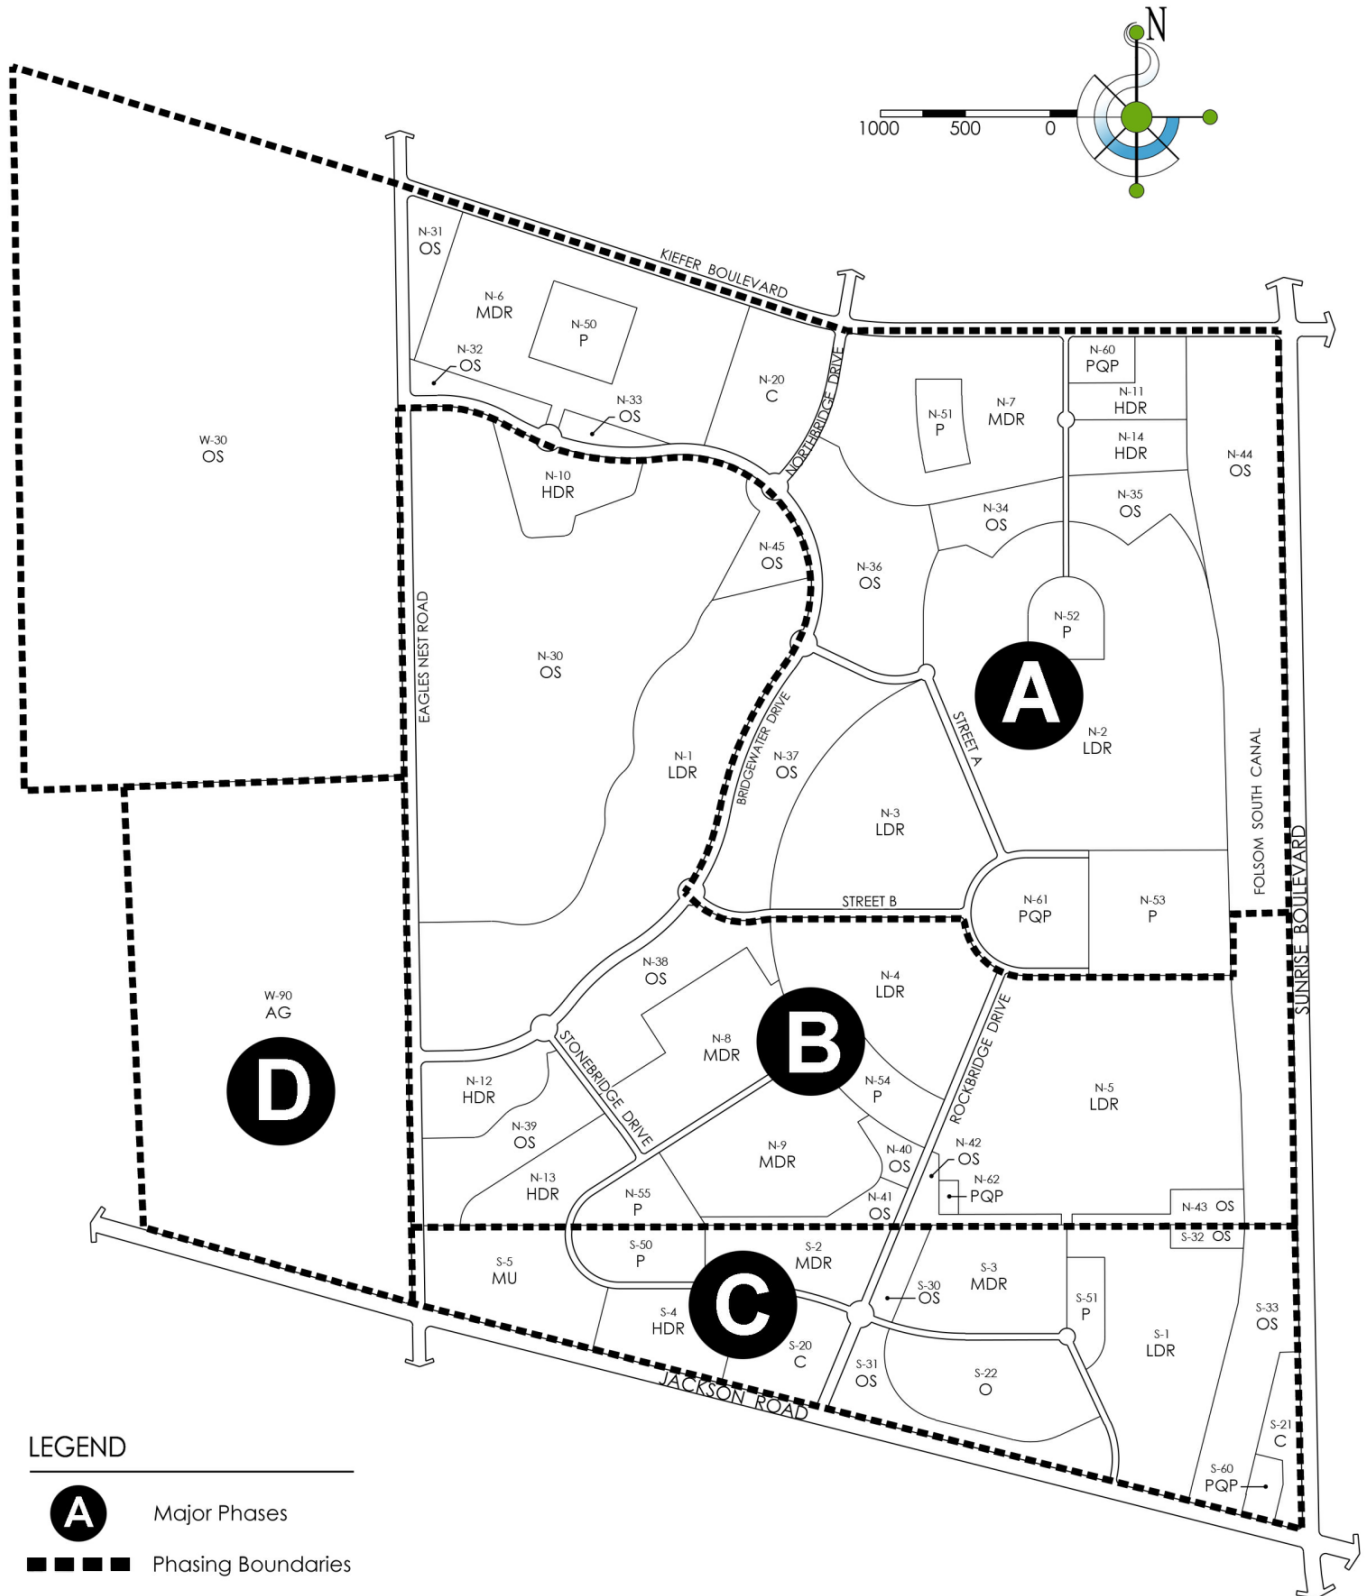 N
1000 500 0
KIEFER BOULEVARD
N-31
OS
N-6
MDR
N-50
P
N-32
OS
N-33
OS
N-20
C
NORTHBRIDGE DRIVE
N-51
P
N-7
MDR
N-60
PQP
N-11
HDR
N-14
HDR
N-44
OS
W-30
OS
N-10
HDR
N-34
OS
N-35
OS
N-45
OS
N-36
OS
N-52
P
EAGLES NEST ROAD
N-30
OS
A
STREET A
N-2
LDR
N-1
LDR
BRIDGEWATER DRIVE
N-37
OS
N-3
LDR
FOLSOM SOUTH CANAL
SUNRISE BOULEVARD
STREET B
N-61
PQP
N-53
P
N-38
OS
N-4
LDR
W-90
AG
D
STONEBRIDGE DRIVE
N-8
MDR
B
ROCKBRIDGE DRIVE
N-54
P
N-5
LDR
N-12
HDR
N-39
OS
N-9
MDR
N-40
OS
N-42
OS
N-13
HDR
N-55
P
N-41
OS
N-62
PQP
N-43 OS
S-32 OS
S-5
MU
S-50
P
S-2
MDR
S-3
MDR
S-30
OS
S-51
P
S-33
OS
C
S-4
HDR
S-20
C
S-1
LDR
S-31
OS
S-22
O
JACKSON ROAD
S-21
C
S-60
PQP
LEGEND
A Major Phases
Phasing Boundaries